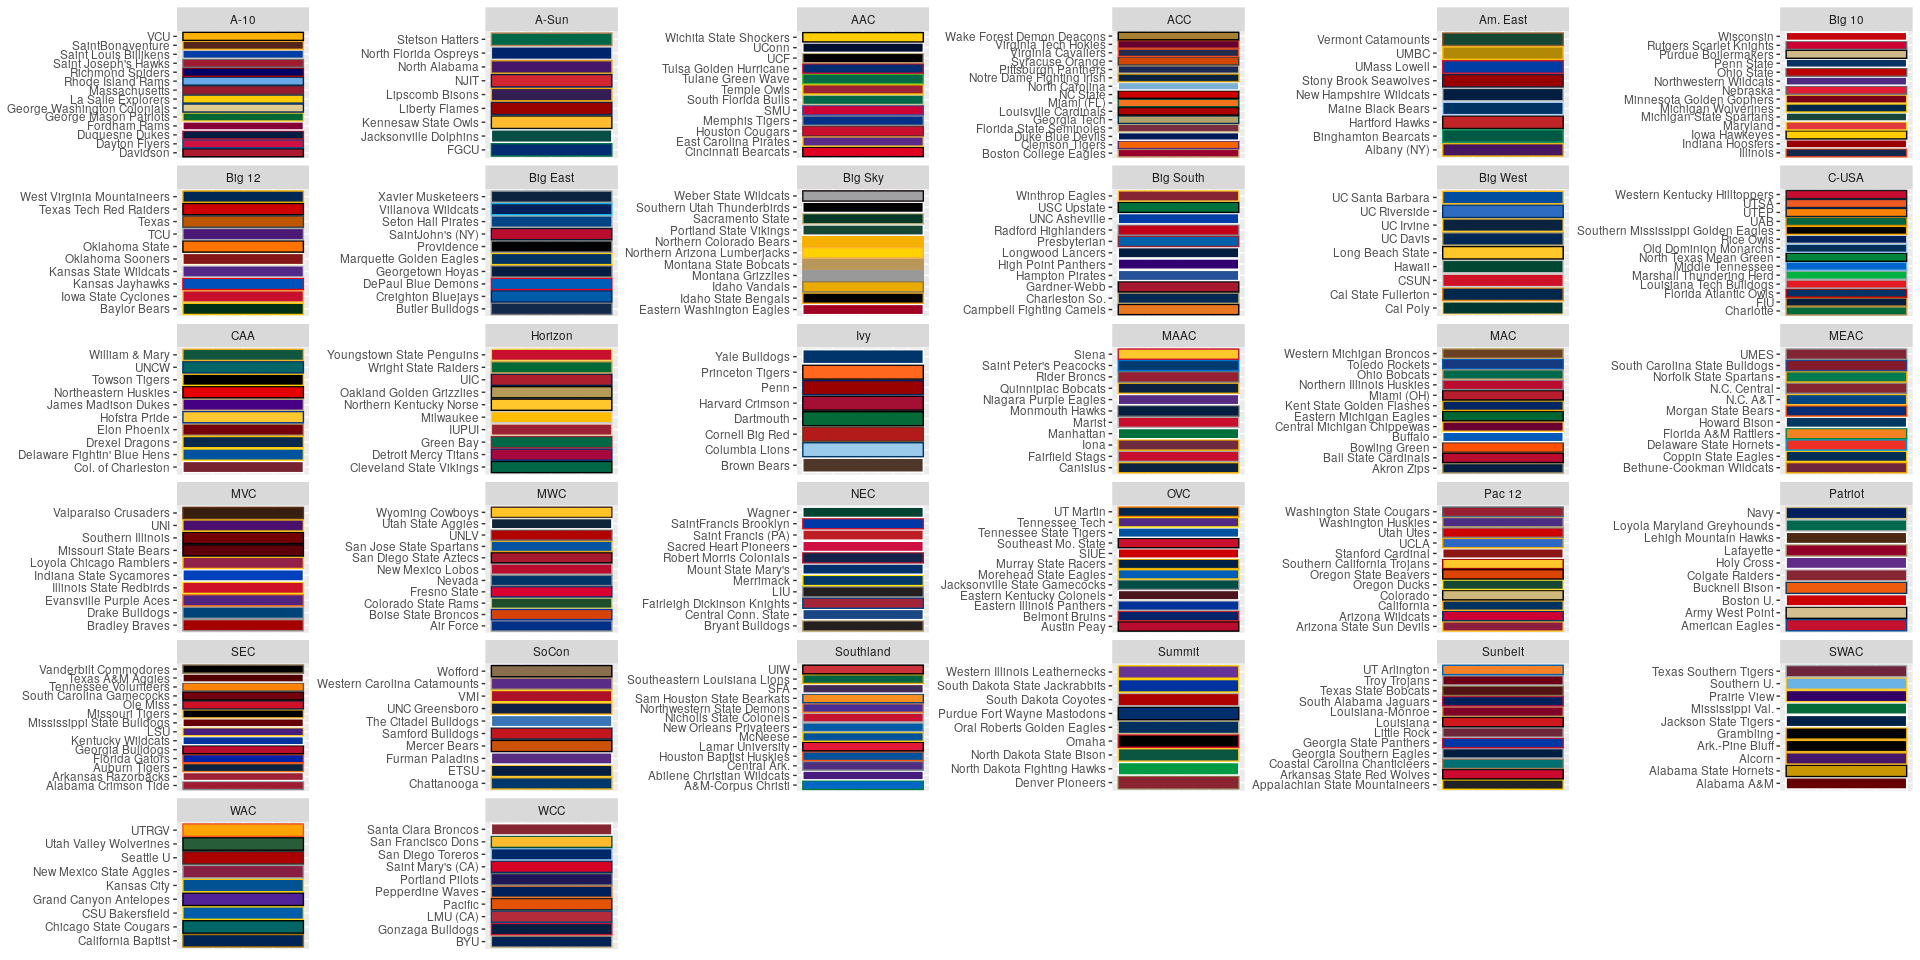 A-10
VCU
SaintBonaventure
Saint Louis Billikens
Saint Joseph's Hawks
Richmond Spiders
Rhode Island Rams
Massachusetts
La Salle Explorers
George Washington Colonials
George Mason Patriots
Fordham Rams
Duquesne Dukes
Dayton Flyers
Davidson
A-Sun
Stetson Hatters
North Florida Ospreys
North Alabama
NJIT
Lipscomb Bisons
Liberty Flames
Kennesaw State Owls
Jacksonville Dolphins
FGCU
AAC
Wichita State Shockers
UConn
UCF
Tulsa Golden Hurricane
Tulane Green Wave
Temple Owls
South Florida Bulls
SMU
Memphis Tigers
Houston Cougars
East Carolina Pirates
Cincinnati Bearcats
ACC
Wake Forest Demon Deacons
Virginia Tech Hokies
Virginia Cavaliers
Syracuse Orange
Pittsburgh Panthers
Notre Dame Fighting Irish
North Carolina
NC State
Miami (FL)
Louisville Cardinals
Georgia Tech
Florida State Seminoles
Duke Blue Devils
Clemson Tigers
Boston College Eagles
Am. East
Vermont Catamounts
UMBC
UMass Lowell
Stony Brook Seawolves
New Hampshire Wildcats
Maine Black Bears
Hartford Hawks
Binghamton Bearcats
Albany (NY)
Big 10
Wisconsin
Rutgers Scarlet Knights
Purdue Boilermakers
Penn State
Ohio State
Northwestern Wildcats
Nebraska
Minnesota Golden Gophers
Michigan Wolverines
Michigan State Spartans
Maryland
Iowa Hawkeyes
Indiana Hoosiers
Illinois
Big 12
West Virginia Mountaineers
Texas Tech Red Raiders
Texas
TCU
Oklahoma State
Oklahoma Sooners
Kansas State Wildcats
Kansas Jayhawks
Iowa State Cyclones
Baylor Bears
Big East
Xavier Musketeers
Villanova Wildcats
Seton Hall Pirates
SaintJohn's (NY)
Providence
Marquette Golden Eagles
Georgetown Hoyas
DePaul Blue Demons
Creighton Bluejays
Butler Bulldogs
Big Sky
Weber State Wildcats
Southern Utah Thunderbirds
Sacramento State
Portland State Vikings
Northern Colorado Bears
Northern Arizona Lumberjacks
Montana State Bobcats
Montana Grizzlies
Idaho Vandals
Idaho State Bengals
Eastern Washington Eagles
Big South
Winthrop Eagles
USC Upstate
UNC Asheville
Radford Highlanders
Presbyterian
Longwood Lancers
High Point Panthers
Hampton Pirates
Gardner-Webb
Charleston So.
Campbell Fighting Camels
Big West
UC Santa Barbara
UC Riverside
UC Irvine
UC Davis
Long Beach State
Hawaii
CSUN
Cal State Fullerton
Cal Poly
C-USA
Western Kentucky Hilltoppers
UTSA
UTEP
UAB
Southern Mississippi Golden Eagles
Rice Owls
Old Dominion Monarchs
North Texas Mean Green
Middle Tennessee
Marshall Thundering Herd
Louisiana Tech Bulldogs
Florida Atlantic Owls
FIU
Charlotte
CAA
William & Mary
UNCW
Towson Tigers
Northeastern Huskies
James Madison Dukes
Hofstra Pride
Elon Phoenix
Drexel Dragons
Delaware Fightin' Blue Hens
Col. of Charleston
Horizon
Youngstown State Penguins
Wright State Raiders
UIC
Oakland Golden Grizzlies
Northern Kentucky Norse
Milwaukee
IUPUI
Green Bay
Detroit Mercy Titans
Cleveland State Vikings
Ivy
Yale Bulldogs
Princeton Tigers
Penn
Harvard Crimson
Dartmouth
Cornell Big Red
Columbia Lions
Brown Bears
MAAC
Siena
Saint Peter's Peacocks
Rider Broncs
Quinnipiac Bobcats
Niagara Purple Eagles
Monmouth Hawks
Marist
Manhattan
Iona
Fairfield Stags
Canisius
MAC
Western Michigan Broncos
Toledo Rockets
Ohio Bobcats
Northern Illinois Huskies
Miami (OH)
Kent State Golden Flashes
Eastern Michigan Eagles
Central Michigan Chippewas
Buffalo
Bowling Green
Ball State Cardinals
Akron Zips
MEAC
UMES
South Carolina State Bulldogs
Norfolk State Spartans
N.C. Central
N.C. A&T
Morgan State Bears
Howard Bison
Florida A&M Rattlers
Delaware State Hornets
Coppin State Eagles
Bethune-Cookman Wildcats
MVC
Valparaiso Crusaders
UNI
Southern Illinois
Missouri State Bears
Loyola Chicago Ramblers
Indiana State Sycamores
Illinois State Redbirds
Evansville Purple Aces
Drake Bulldogs
Bradley Braves
MWC
Wyoming Cowboys
Utah State Aggies
UNLV
San Jose State Spartans
San Diego State Aztecs
New Mexico Lobos
Nevada
Fresno State
Colorado State Rams
Boise State Broncos
Air Force
NEC
Wagner
SaintFrancis Brooklyn
Saint Francis (PA)
Sacred Heart Pioneers
Robert Morris Colonials
Mount State Mary's
Merrimack
LIU
Fairleigh Dickinson Knights
Central Conn. State
Bryant Bulldogs
OVC
UT Martin
Tennessee Tech
Tennessee State Tigers
Southeast Mo. State
SIUE
Murray State Racers
Morehead State Eagles
Jacksonville State Gamecocks
Eastern Kentucky Colonels
Eastern Illinois Panthers
Belmont Bruins
Austin Peay
Pac 12
Washington State Cougars
Washington Huskies
Utah Utes
UCLA
Stanford Cardinal
Southern California Trojans
Oregon State Beavers
Oregon Ducks
Colorado
California
Arizona Wildcats
Arizona State Sun Devils
Patriot
Navy
Loyola Maryland Greyhounds
Lehigh Mountain Hawks
Lafayette
Holy Cross
Colgate Raiders
Bucknell Bison
Boston U.
Army West Point
American Eagles
SEC
Vanderbilt Commodores
Texas A&M Aggies
Tennessee Volunteers
South Carolina Gamecocks
Ole Miss
Missouri Tigers
Mississippi State Bulldogs
LSU
Kentucky Wildcats
Georgia Bulldogs
Florida Gators
Auburn Tigers
Arkansas Razorbacks
Alabama Crimson Tide
SoCon
Wofford
Western Carolina Catamounts
VMI
UNC Greensboro
The Citadel Bulldogs
Samford Bulldogs
Mercer Bears
Furman Paladins
ETSU
Chattanooga
Southland
UIW
Southeastern Louisiana Lions
SFA
Sam Houston State Bearkats
Northwestern State Demons
Nicholls State Colonels
New Orleans Privateers
McNeese
Lamar University
Houston Baptist Huskies
Central Ark.
Abilene Christian Wildcats
A&M-Corpus Christi
Summit
Western Illinois Leathernecks
South Dakota State Jackrabbits
South Dakota Coyotes
Purdue Fort Wayne Mastodons
Oral Roberts Golden Eagles
Omaha
North Dakota State Bison
North Dakota Fighting Hawks
Denver Pioneers
Sunbelt
UT Arlington
Troy Trojans
Texas State Bobcats
South Alabama Jaguars
Louisiana-Monroe
Louisiana
Little Rock
Georgia State Panthers
Georgia Southern Eagles
Coastal Carolina Chanticleers
Arkansas State Red Wolves
Appalachian State Mountaineers
SWAC
Texas Southern Tigers
Southern U.
Prairie View
Mississippi Val.
Jackson State Tigers
Grambling
Ark.-Pine Bluff
Alcorn
Alabama State Hornets
Alabama A&M
WAC
UTRGV
Utah Valley Wolverines
Seattle U
New Mexico State Aggies
Kansas City
Grand Canyon Antelopes
CSU Bakersfield
Chicago State Cougars
California Baptist
WCC
Santa Clara Broncos
San Francisco Dons
San Diego Toreros
Saint Mary's (CA)
Portland Pilots
Pepperdine Waves
Pacific
LMU (CA)
Gonzaga Bulldogs
BYU